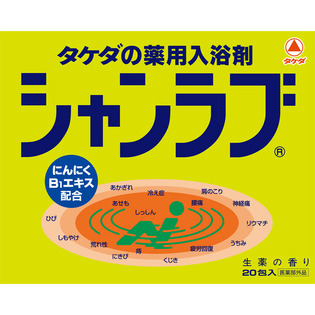 タケダの薬用入浴剤
タケダ
シャンラブ®
にんにく
B₁エキス
配合
あかぎれ
冷え症
肩のこり
あせも
腰痛
神経痛
ひび
しっしん
リウマチ
しもやけ
荒れ性
痔
疲労回復
うちみ
にきび
くじき
生薬の香り
20包入 医薬部外品